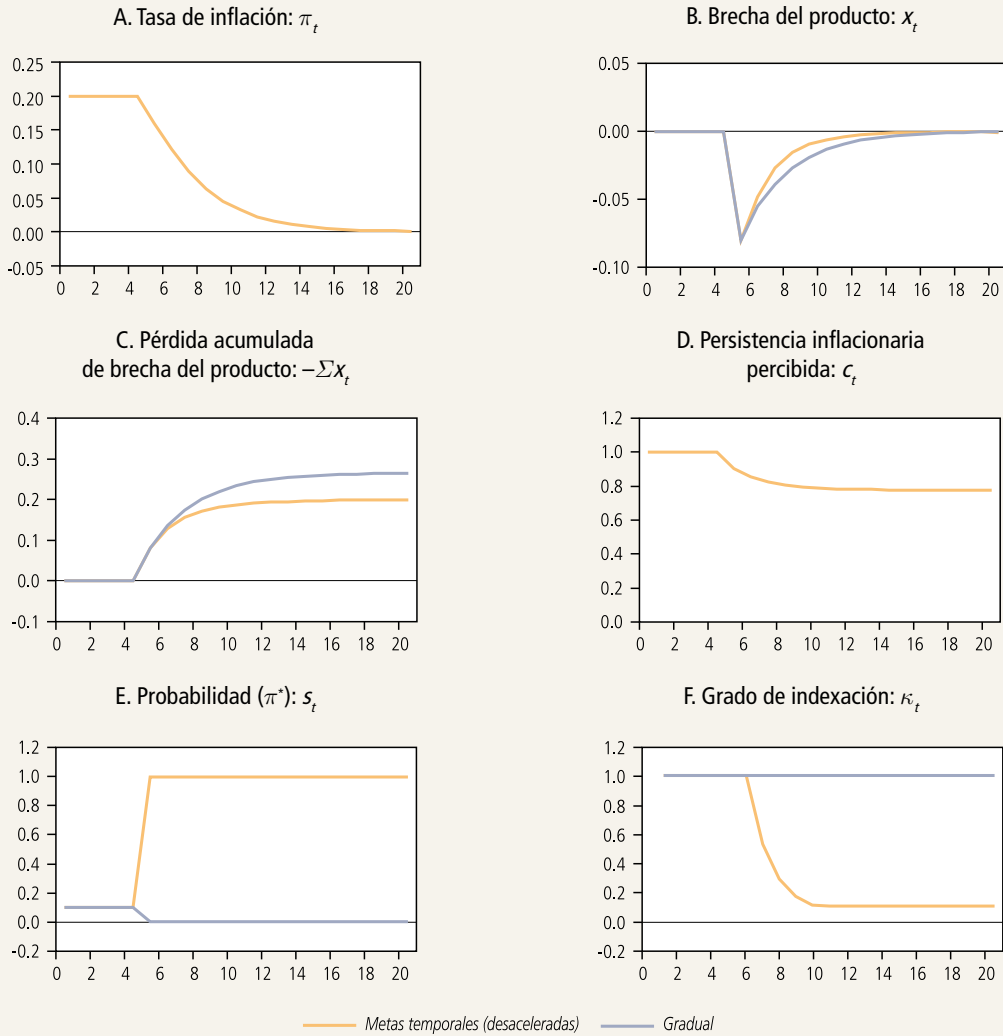 A. Tasa de inflación: π_t
0.25
0.20
0.15
0.10
0.05
0.00
-0.05
0 2 4 6 8 10 12 14 16 18 20
B. Brecha del producto: x_t
0.05
0.00
-0.05
-0.10
0 2 4 6 8 10 12 14 16 18 20
C. Pérdida acumulada
de brecha del producto: −Σx_t
0.4
0.3
0.2
0.1
0.0
-0.1
0 2 4 6 8 10 12 14 16 18 20
D. Persistencia inflacionaria
percibida: c_t
1.2
1.0
0.8
0.6
0.4
0.2
0.0
0 2 4 6 8 10 12 14 16 18 20
E. Probabilidad (π*): s_t
1.2
1.0
0.8
0.6
0.4
0.2
0.0
-0.2
0 2 4 6 8 10 12 14 16 18 20
F. Grado de indexación: κ_t
1.2
1.0
0.8
0.6
0.4
0.2
0.0
-0.2
0 2 4 6 8 10 12 14 16 18 20
Metas temporales (desaceleradas) Gradual